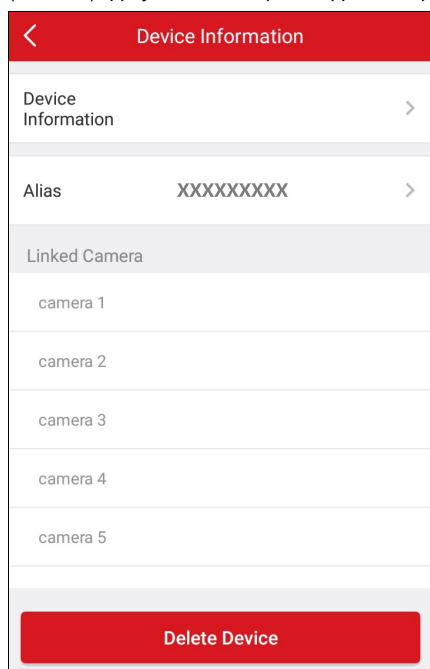 Device Information
Device
Information
Alias XXXXXXXXX
Linked Camera
camera 1
camera 2
camera 3
camera 4
camera 5
Delete Device